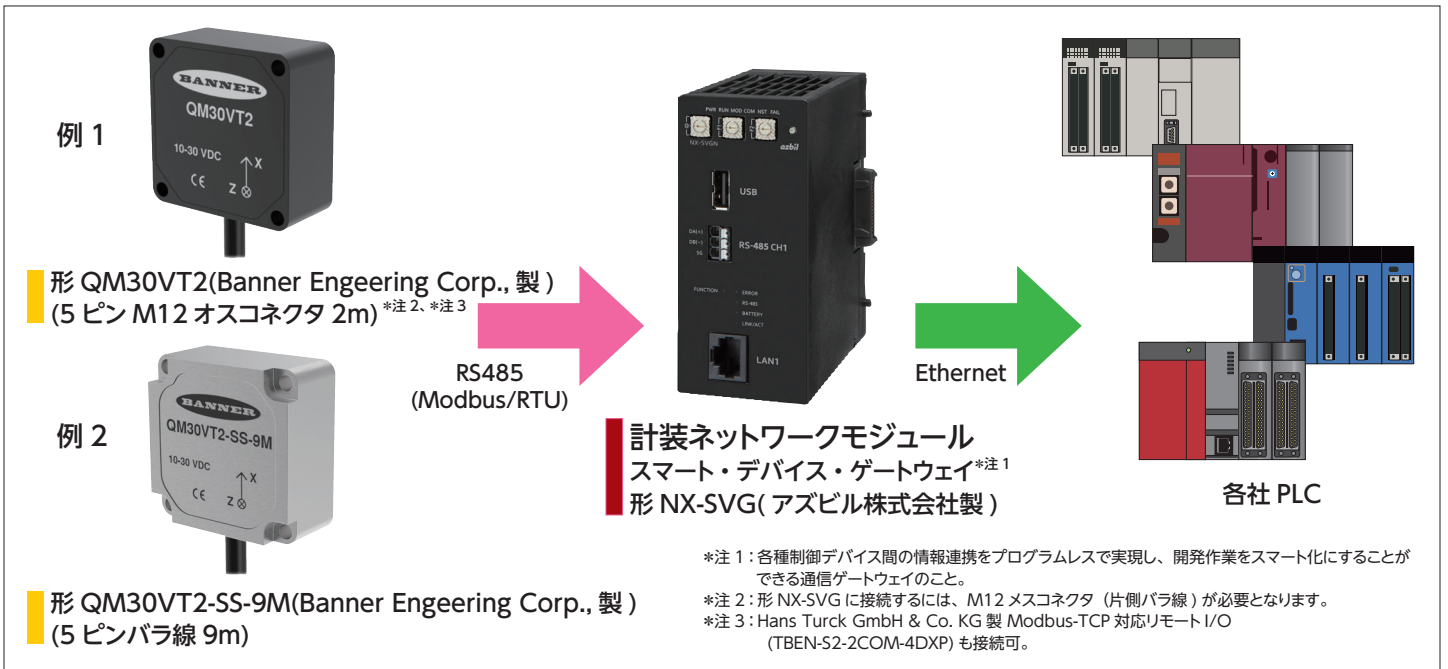 例 1
BANNER
QM30VT2
10-30 VDC
X
CE
Z
形 QM30VT2(Banner Engeering Corp., 製 )
(5 ピン M12 オスコネクタ 2m) *注 2、*注 3
例 2
BANNER
QM30VT2-SS-9M
10-30 VDC
X
CE
Z
形 QM30VT2-SS-9M(Banner Engeering Corp., 製 )
(5 ピンバラ線 9m)
RS485
(Modbus/RTU)
PWR RUN MOD COM NST FAIL
NX-SVGN
azbil
USB
DA(+)
DB(-)
SG
RS-485 CH1
FUNCTION
ERROR
RS-485
BATTERY
LINK/ACT
LAN1
計装ネットワークモジュール
スマート・デバイス・ゲートウェイ*注 1
形 NX-SVG( アズビル株式会社製 )
Ethernet
各社 PLC
*注 1：各種制御デバイス間の情報連携をプログラムレスで実現し、開発作業をスマート化にすることが
できる通信ゲートウェイのこと。
*注 2：形 NX-SVG に接続するには、M12 メスコネクタ（片側バラ線 ) が必要となります。
*注 3：Hans Turck GmbH & Co. KG 製 Modbus-TCP 対応リモート I/O
(TBEN-S2-2COM-4DXP) も接続可。